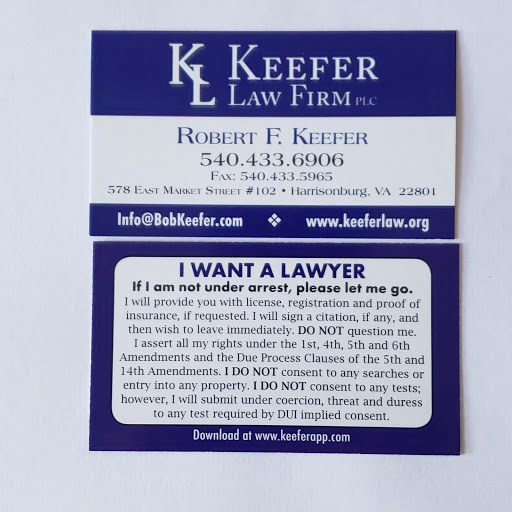 KL KEEFER
LAW FIRM PLC
ROBERT F. KEEFER
540.433.6906
FAX: 540.433.5965
578 EAST MARKET STREET #102 • Harrisonburg, VA 22801
Info@BobKeefer.com ❖ www.keeferlaw.org
I WANT A LAWYER
If I am not under arrest, please let me go.
I will provide you with license, registration and proof of
insurance, if requested. I will sign a citation, if any, and
then wish to leave immediately. DO NOT question me.
I assert all my rights under the 1st, 4th, 5th and 6th
Amendments and the Due Process Clauses of the 5th and
14th Amendments. I DO NOT consent to any searches or
entry into any property. I DO NOT consent to any tests;
however, I will submit under coercion, threat and duress
to any test required by DUI implied consent.
Download at www.keeferapp.com